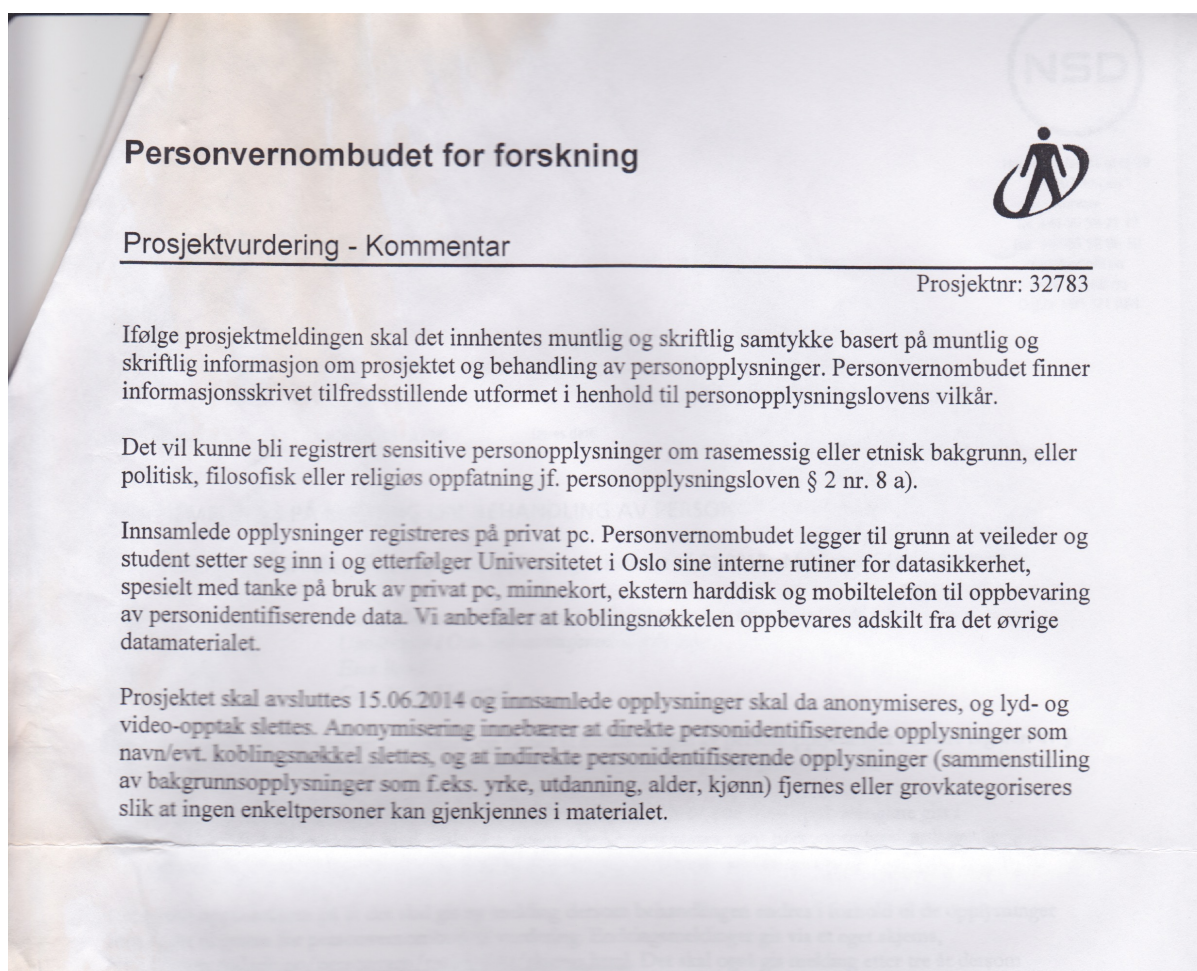 NSD
Personvernombudet for forskning
Prosjektvurdering - Kommentar
Prosjektnr: 32783
Ifølge prosjektmeldingen skal det innhentes muntlig og skriftlig samtykke basert på muntlig og
skriftlig informasjon om prosjektet og behandling av personopplysninger. Personvernombudet finner
informasjonsskrivet tilfredsstillende utformet i henhold til personopplysningslovens vilkår.
Det vil kunne bli registrert sensitive personopplysninger om rasemessig eller etnisk bakgrunn, eller
politisk, filosofisk eller religiøs oppfatning jf. personopplysningsloven § 2 nr. 8 a).
Innsamlede opplysninger registreres på privat pc. Personvernombudet legger til grunn at veileder og
student setter seg inn i og etterfølger Universitetet i Oslo sine interne rutiner for datasikkerhet,
spesielt med tanke på bruk av privat pc, minnekort, ekstern harddisk og mobiltelefon til oppbevaring
av personidentifiserende data. Vi anbefaler at koblingsnøkkelen oppbevares adskilt fra det øvrige
datamaterialet.
Prosjektet skal avsluttes 15.06.2014 og innsamlede opplysninger skal da anonymiseres, og lyd- og
video-opptak slettes. Anonymisering innebærer at direkte personidentifiserende opplysninger som
navn/evt. koblingsnøkkel slettes, og at indirekte personidentifiserende opplysninger (sammenstilling
av bakgrunnsopplysninger som f.eks. yrke, utdanning, alder, kjønn) fjernes eller grovkategoriseres
slik at ingen enkeltpersoner kan gjenkjennes i materialet.